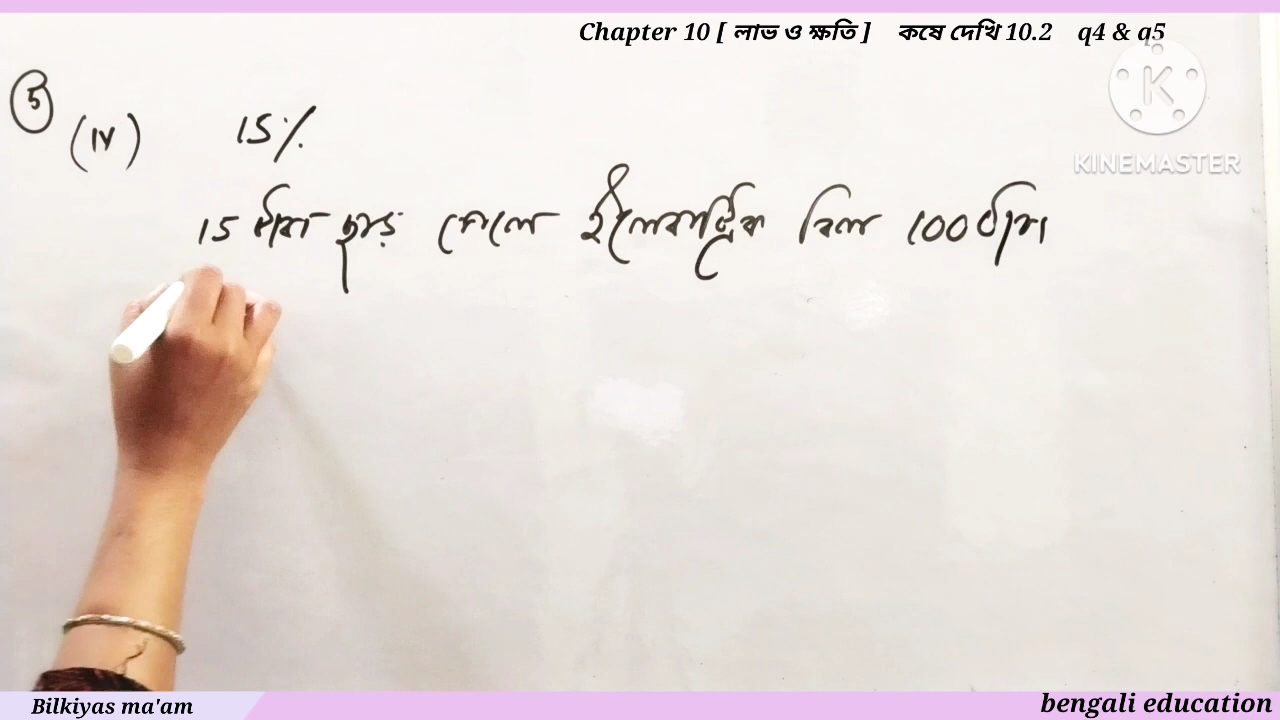 Chapter 10 [ লাভ ও ক্ষতি ] কষে দেখি 10.2 q4 & q5
K
KINEMASTER
5
(iv) 15%
15 টাকা ছাড় পেলে ইলেকট্রিক বিল 100 টাকা
Bilkiyas ma'am
bengali education